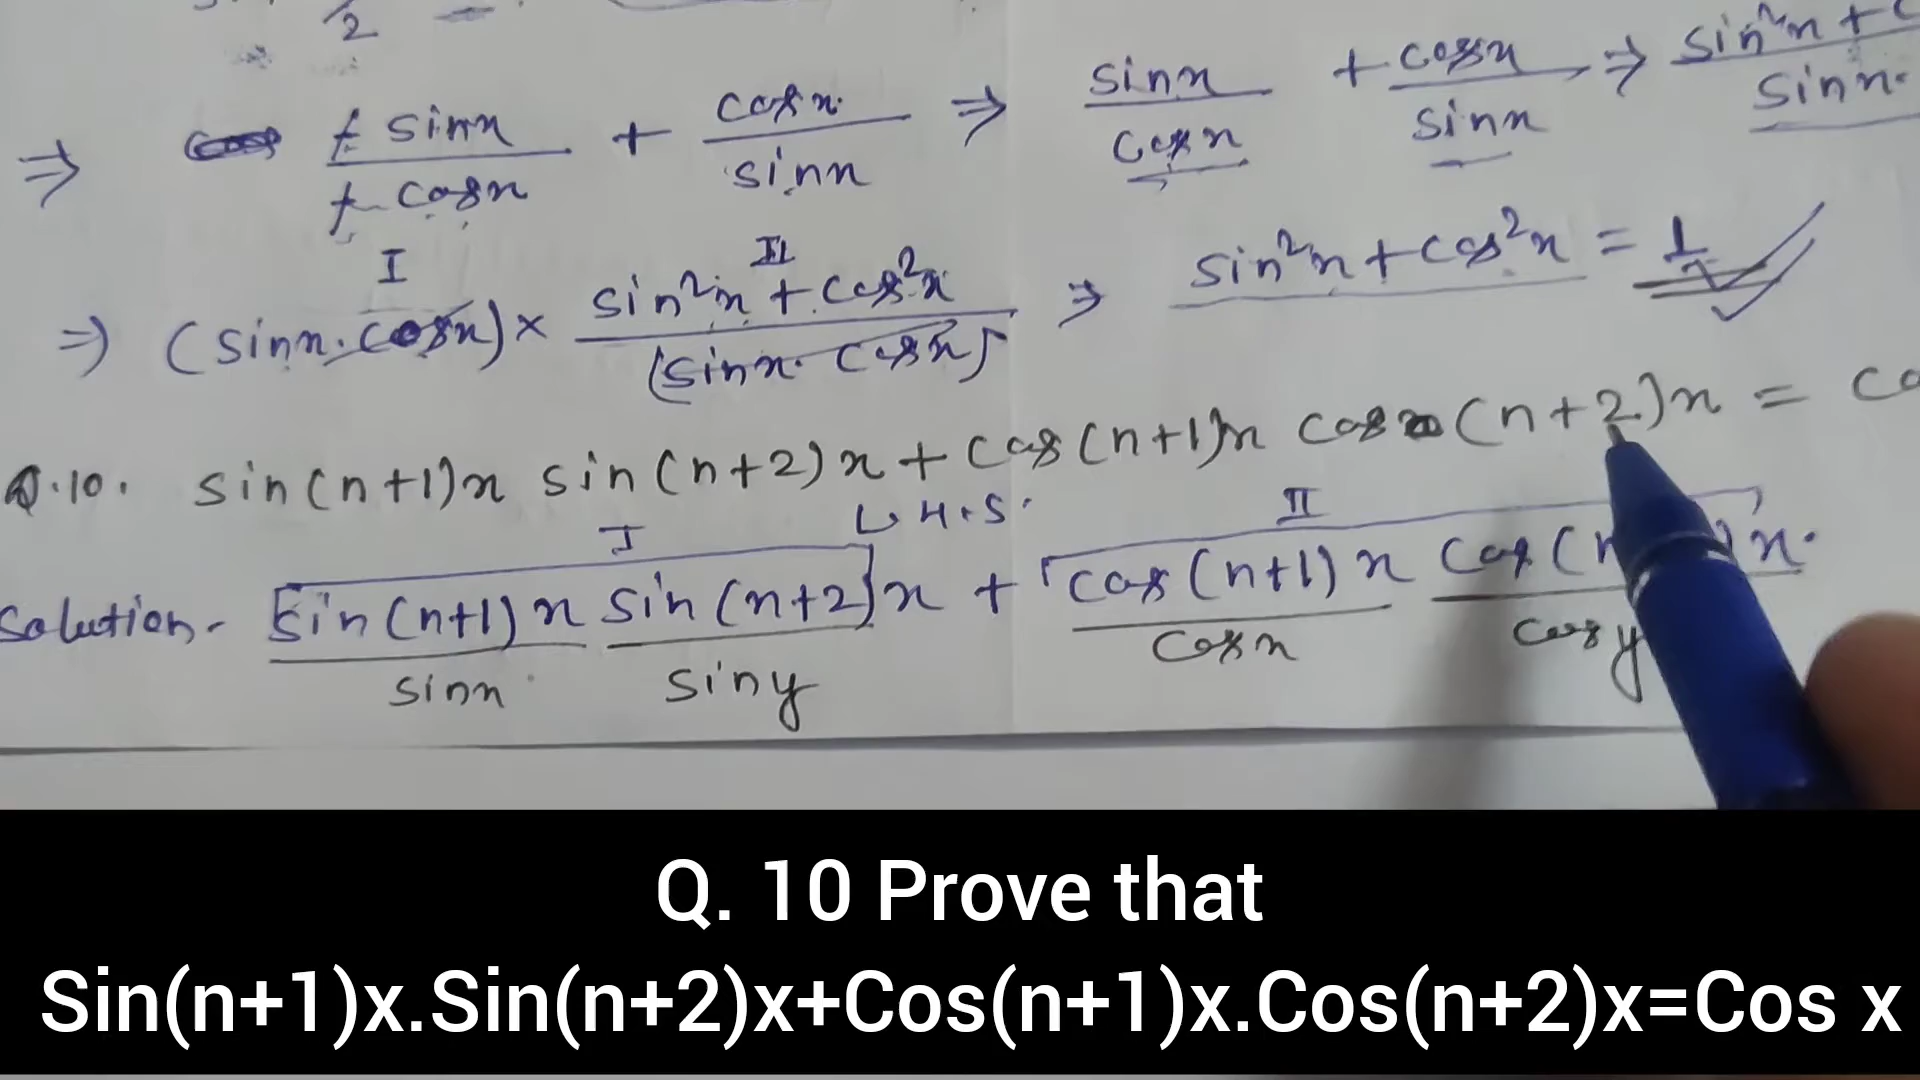 2
⇒ + sinx / + cosx + cosx / sinx ⇒ sinx / cosx + cosx / sinx ⇒ sin²x + c / sinx.
I II
⇒ (sinx. cosx) × sin²x + cos²x / (sinx. cosx) ⇒ sin²x + cos²x = 1
Q.10. sin(n+1)x sin(n+2)x + cos(n+1)x cos(n+2)x = co
L.H.S. I II
Solution- sin(n+1)x sin(n+2)x + cos(n+1)x cos(n )x.
sinx siny cosx cosy
Q. 10 Prove that
Sin(n+1)x.Sin(n+2)x+Cos(n+1)x.Cos(n+2)x=Cos x